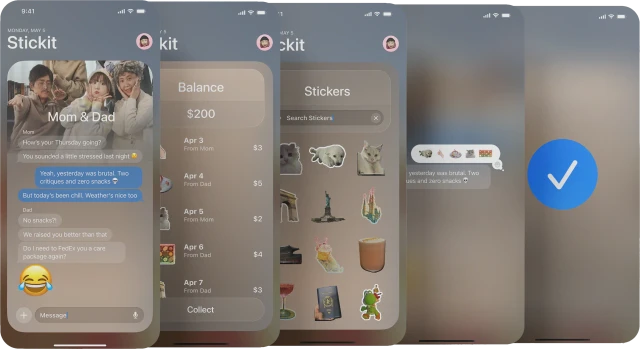 9:41
MONDAY, MAY 5
Stickit
Mom & Dad
Mom
How's your Thursday going?
You sounded a little stressed last night 😢
Yeah, yesterday was brutal. Two
critiques and zero snacks 💀
But today's been chill. Weather's nice too
Dad
No snacks?!
We raised you better than that
Do I need to FedEx you a care
package again?
Message
kit
Balance
$200
Apr 3
From Mom
$3
Apr 4
From Dad
$5
Apr 5
From Mom
$2
Apr 6
From Dad
$4
Apr 7
From Dad
$3
Collect
MAY 5
ckit
Stickers
Search Stickers
yesterday was brutal. Two
ues and zero snacks 💀